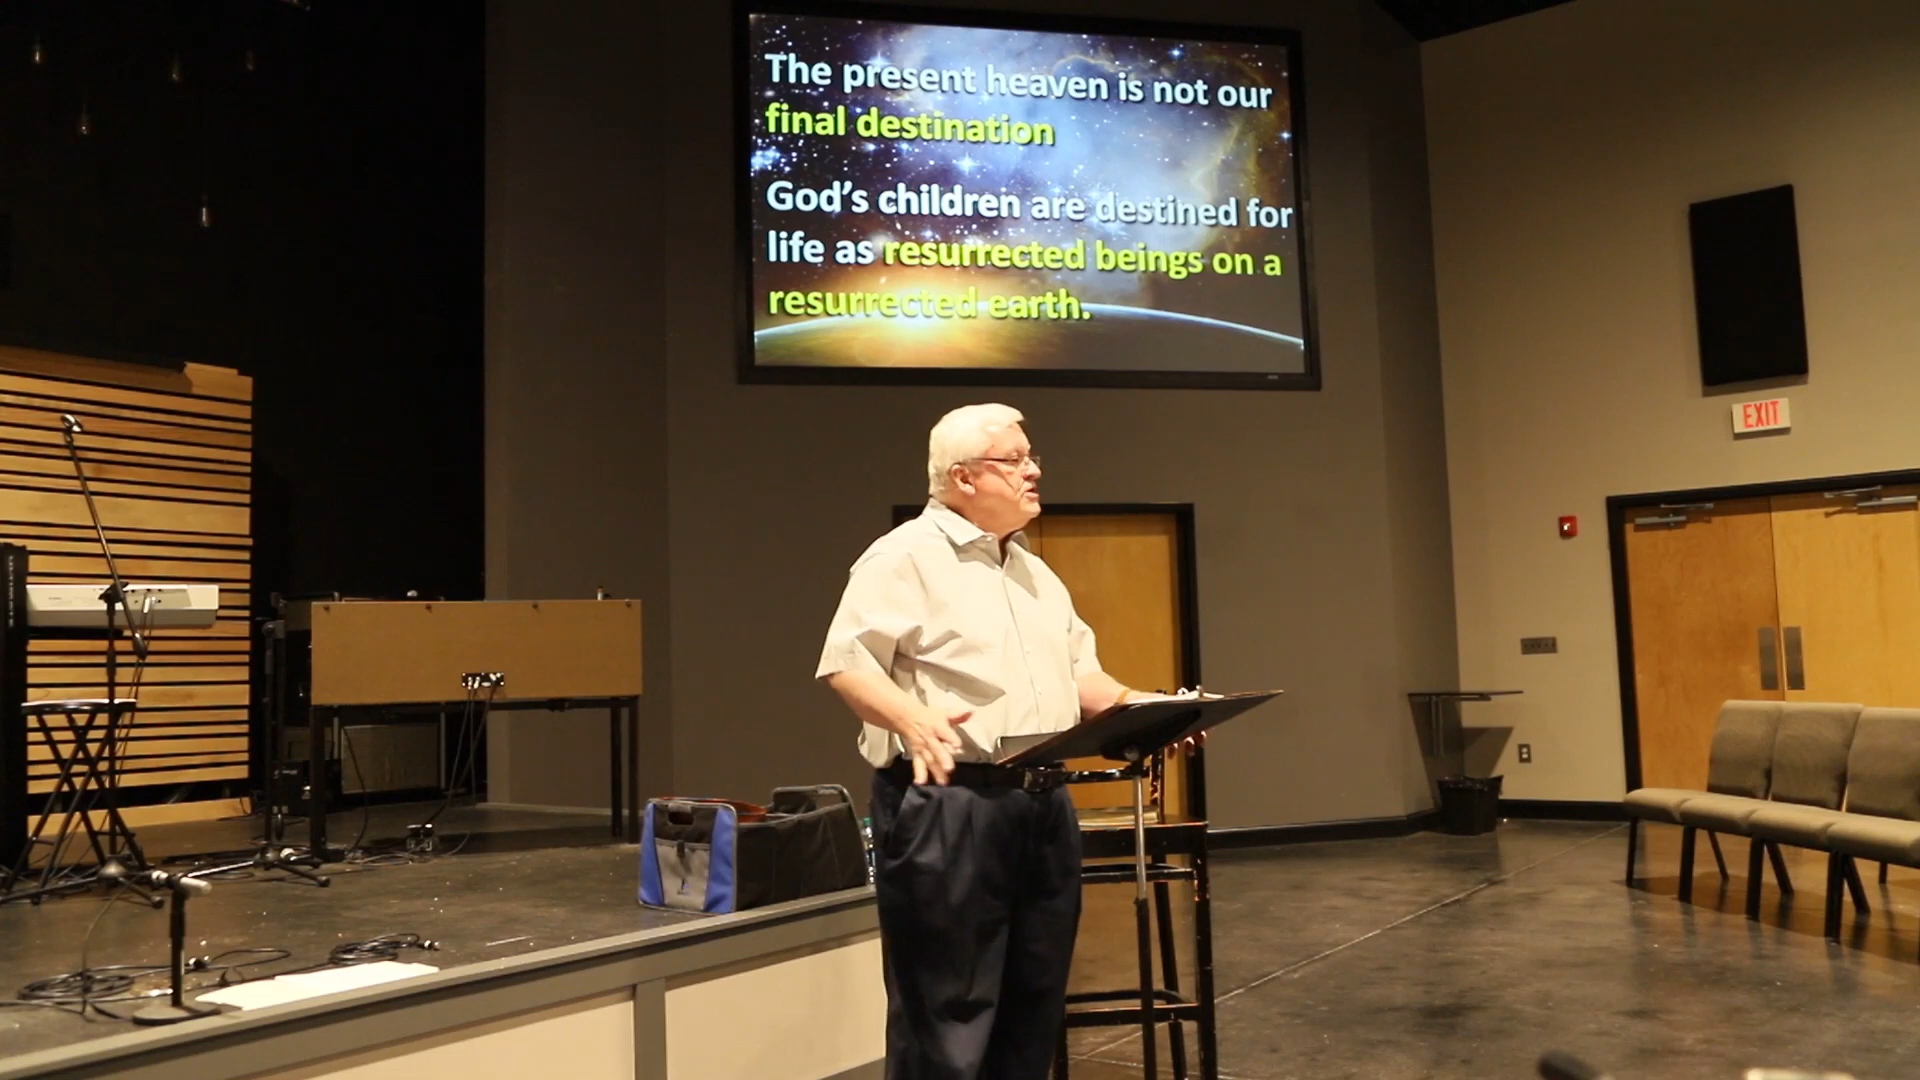 The present heaven is not our
final destination
God's children are destined for
life as resurrected beings on a
resurrected earth.
EXIT